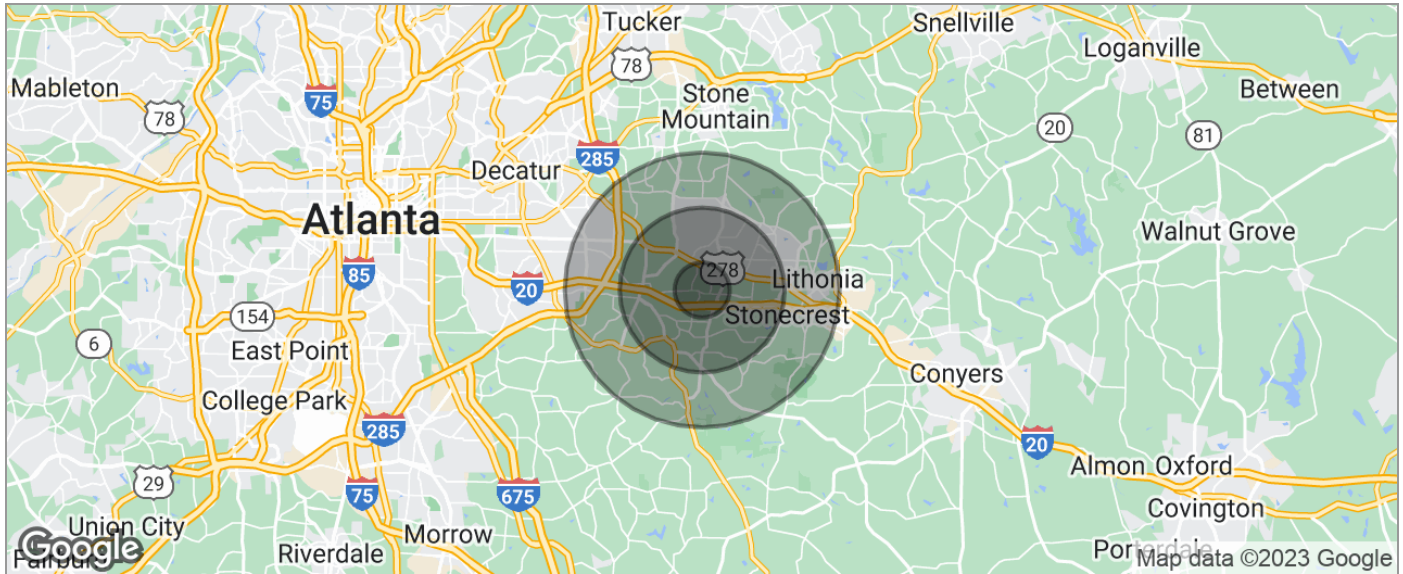 Tucker
Snellville
Loganville
78
Mableton
75
Stone
Mountain
Between
78
20
81
285
Decatur
Atlanta
Walnut Grove
278
85
Lithonia
20
154
Stonecrest
6
East Point
Conyers
College Park
285
20
Almon
Oxford
29
75
675
Covington
Union City
Morrow
Riverdale
Google
Fairburn
Porterdale
Map data ©2023 Google